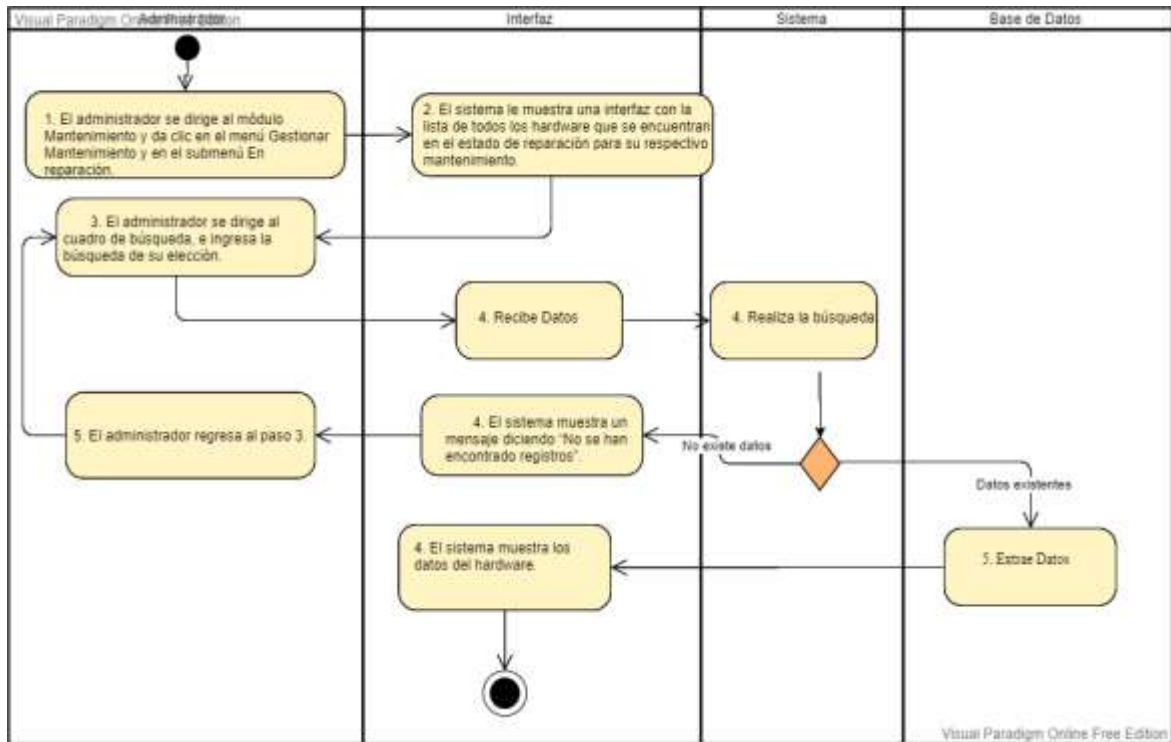 Visual Paradigm Online Free Edition
Administrador
Interfaz
Sistema
Base de Datos
1. El administrador se dirige al módulo
Mantenimiento y da clic en el menú Gestionar
Mantenimiento y en el submenú En
reparación.
2. El sistema le muestra una interfaz con la
lista de todos los hardware que se encuentran
en el estado de reparación para su respectivo
mantenimiento.
3. El administrador se dirige al
cuadro de búsqueda, e ingresa la
búsqueda de su elección.
4. Recibe Datos
4. Realiza la búsqueda
5. El administrador regresa al paso 3.
4. El sistema muestra un
mensaje diciendo "No se han
encontrado registros".
No existe datos
Datos existentes
4. El sistema muestra los
datos del hardware.
5. Extrae Datos
Visual Paradigm Online Free Edition